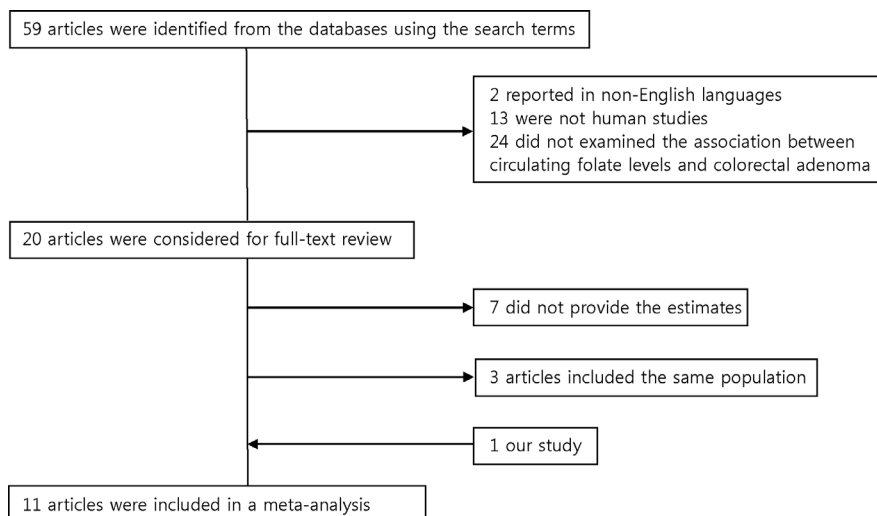 59 articles were identified from the databases using the search terms
2 reported in non-English languages
13 were not human studies
24 did not examined the association between
circulating folate levels and colorectal adenoma
20 articles were considered for full-text review
7 did not provide the estimates
3 articles included the same population
1 our study
11 articles were included in a meta-analysis